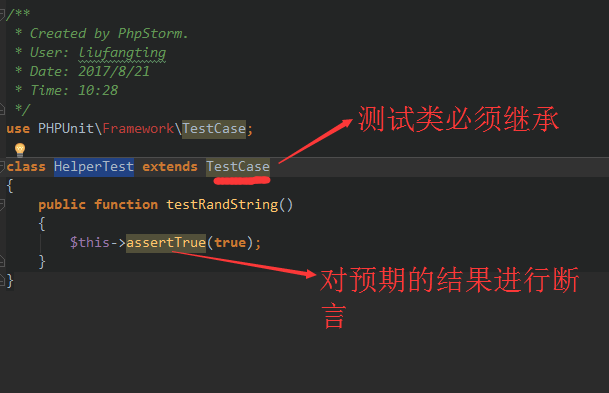 /**
* Created by PhpStorm.
* User: liufangting
* Date: 2017/8/21
* Time: 10:28
*/
use PHPUnit\Framework\TestCase;
测试类必须继承
class HelperTest extends TestCase
{
public function testRandString()
{
$this->assertTrue(true);
}
对预期的结果进行断
言
}